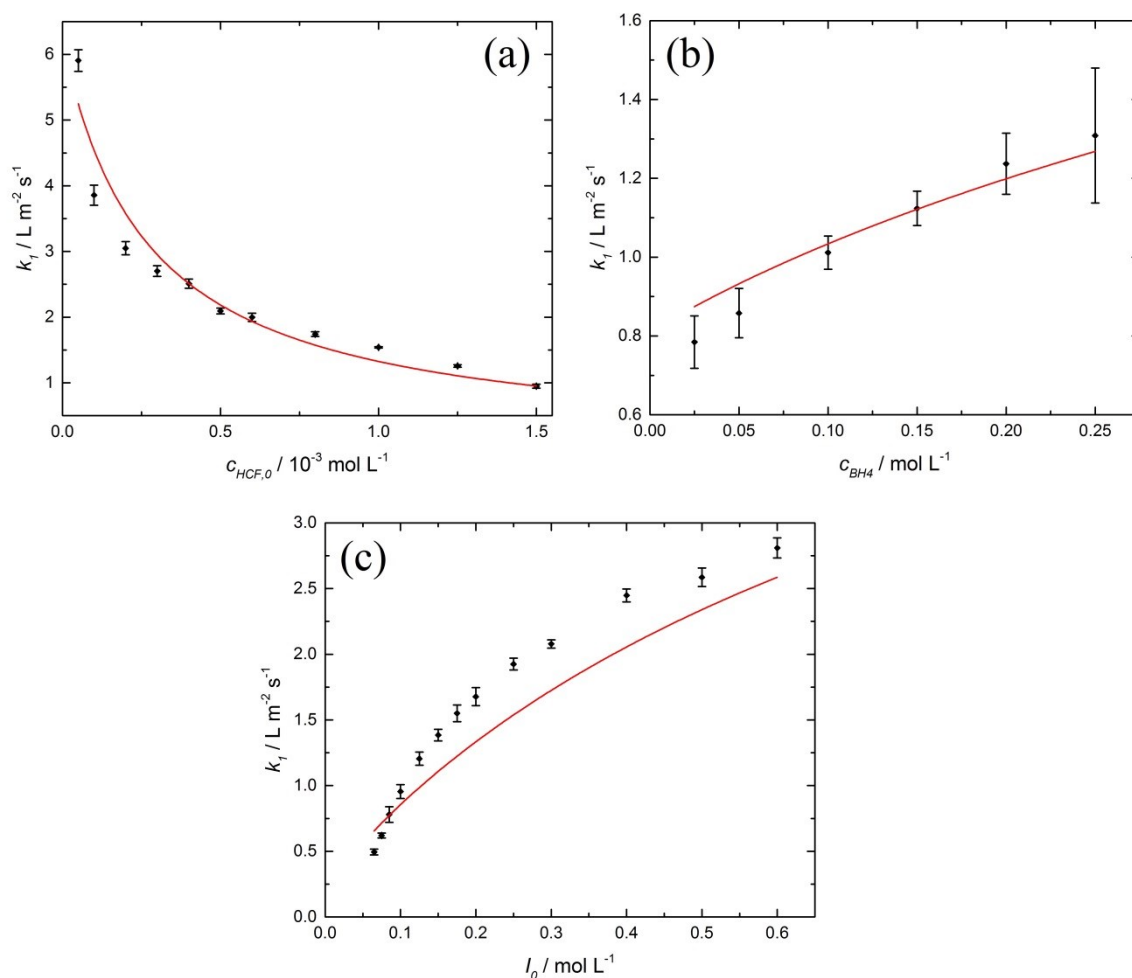 (a)
6
5
4
3
2
1
k₁ / L m⁻² s⁻¹
0.0 0.5 1.0 1.5
c_HCF,0 / 10⁻³ mol L⁻¹
(b)
1.6
1.4
1.2
1.0
0.8
0.6
k₁ / L m⁻² s⁻¹
0.00 0.05 0.10 0.15 0.20 0.25
c_BH4 / mol L⁻¹
(c)
3.0
2.5
2.0
1.5
1.0
0.5
0.0
k₁ / L m⁻² s⁻¹
0.0 0.1 0.2 0.3 0.4 0.5 0.6
I₀ / mol L⁻¹